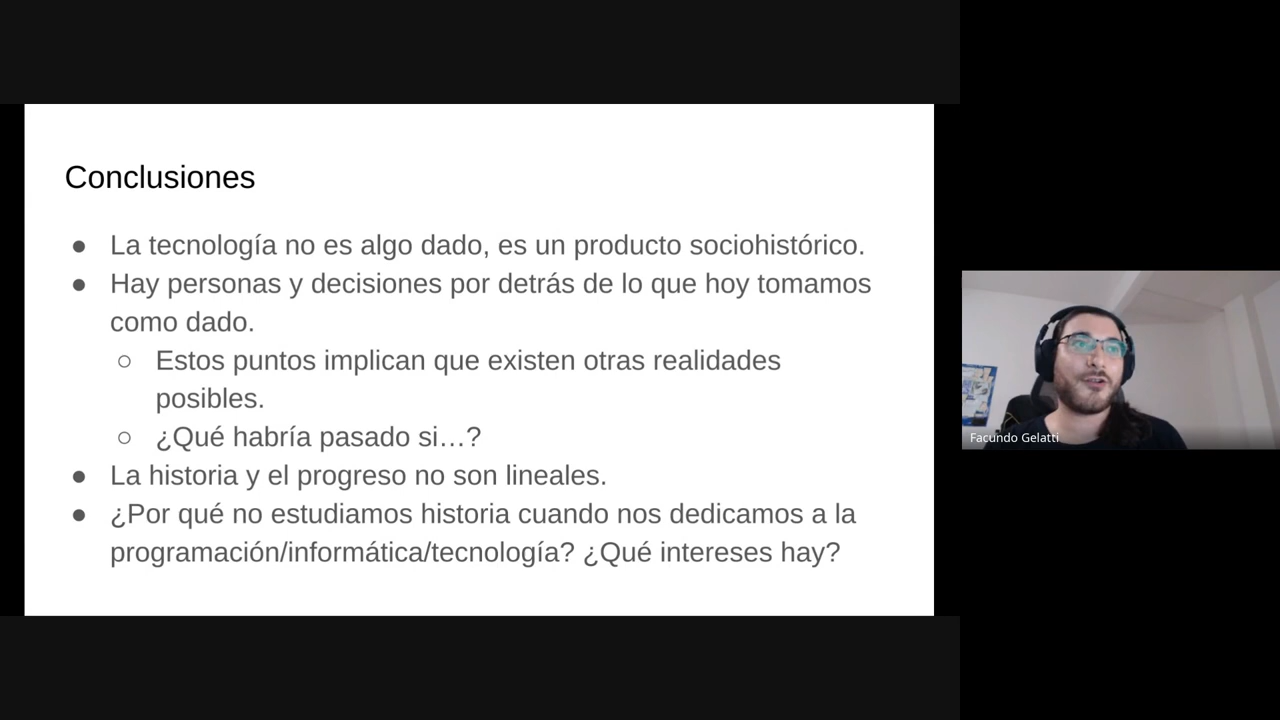 Conclusiones
● La tecnología no es algo dado, es un producto sociohistórico.
● Hay personas y decisiones por detrás de lo que hoy tomamos
como dado.
○ Estos puntos implican que existen otras realidades
posibles.
○ ¿Qué habría pasado si…?
● La historia y el progreso no son lineales.
● ¿Por qué no estudiamos historia cuando nos dedicamos a la
programación/informática/tecnología? ¿Qué intereses hay?
Facundo Gelatti